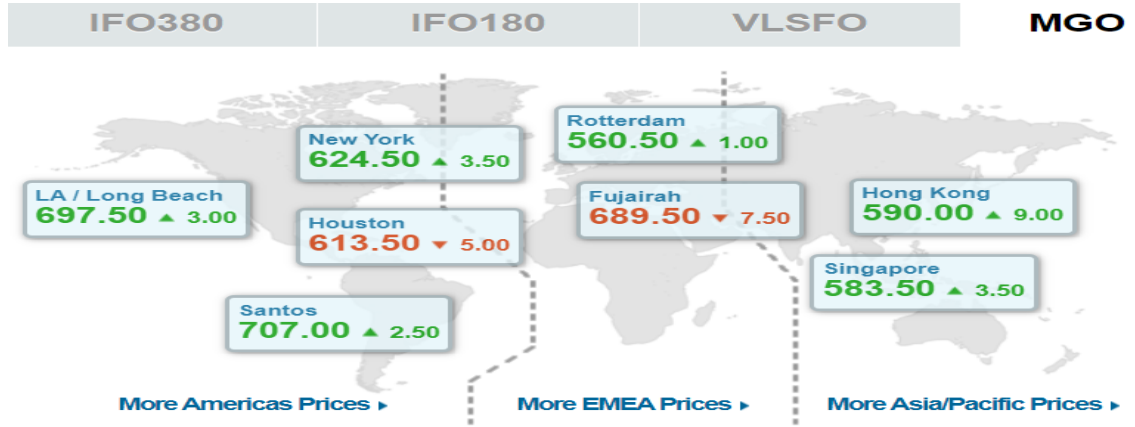 IFO380 IFO180 VLSFO MGO
New York
624.50 ▲ 3.50
Rotterdam
560.50 ▲ 1.00
LA / Long Beach
697.50 ▲ 3.00
Houston
613.50 ▼ 5.00
Fujairah
689.50 ▼ 7.50
Hong Kong
590.00 ▲ 9.00
Singapore
583.50 ▲ 3.50
Santos
707.00 ▲ 2.50
More Americas Prices ▸
More EMEA Prices ▸
More Asia/Pacific Prices ▸